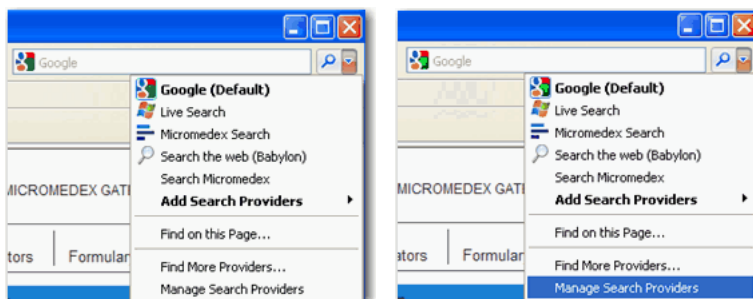 Google
Google (Default)
Live Search
Micromedex Search
Search the web (Babylon)
Search Micromedex
Add Search Providers
MICROMEDEX GATE
Find on this Page...
tors
Formular
Find More Providers...
Manage Search Providers
Google
Google (Default)
Live Search
Micromedex Search
Search the web (Babylon)
Search Micromedex
Add Search Providers
MICROMEDEX GATE
Find on this Page...
ators
Formular
Find More Providers...
Manage Search Providers